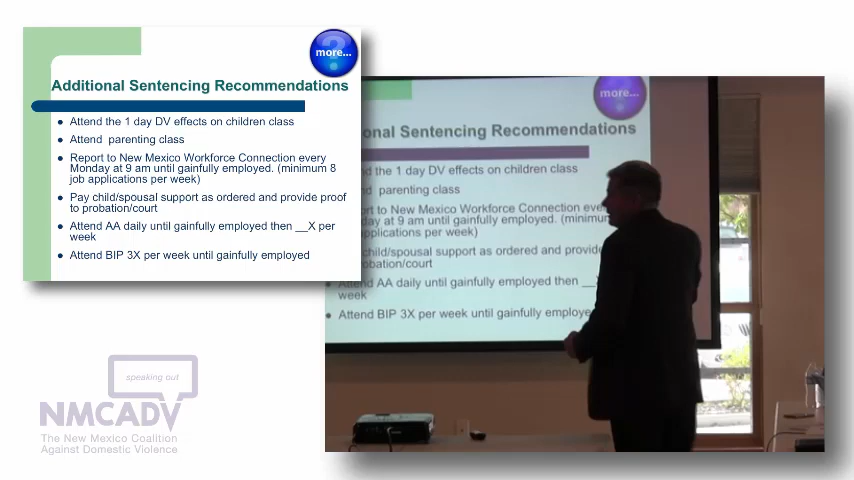 more...
Additional Sentencing Recommendations
Attend the 1 day DV effects on children class
Attend parenting class
Report to New Mexico Workforce Connection every
Monday at 9 am until gainfully employed. (minimum 8
job applications per week)
Pay child/spousal support as ordered and provide proof
to probation/court
Attend AA daily until gainfully employed then __X per
week
Attend BIP 3X per week until gainfully employed
more...
onal Sentencing Recommendations
d the 1 day DV effects on children class
d parenting class
ort to New Mexico Workforce Connection eve
day at 9 am until gainfully employed. (minimu
applications per week)
child/spousal support as ordered and provide
obation/court
Attend AA daily until gainfully employed then __
week
Attend BIP 3X per week until gainfully employe
speaking out
NMCADV
The New Mexico Coalition
Against Domestic Violence